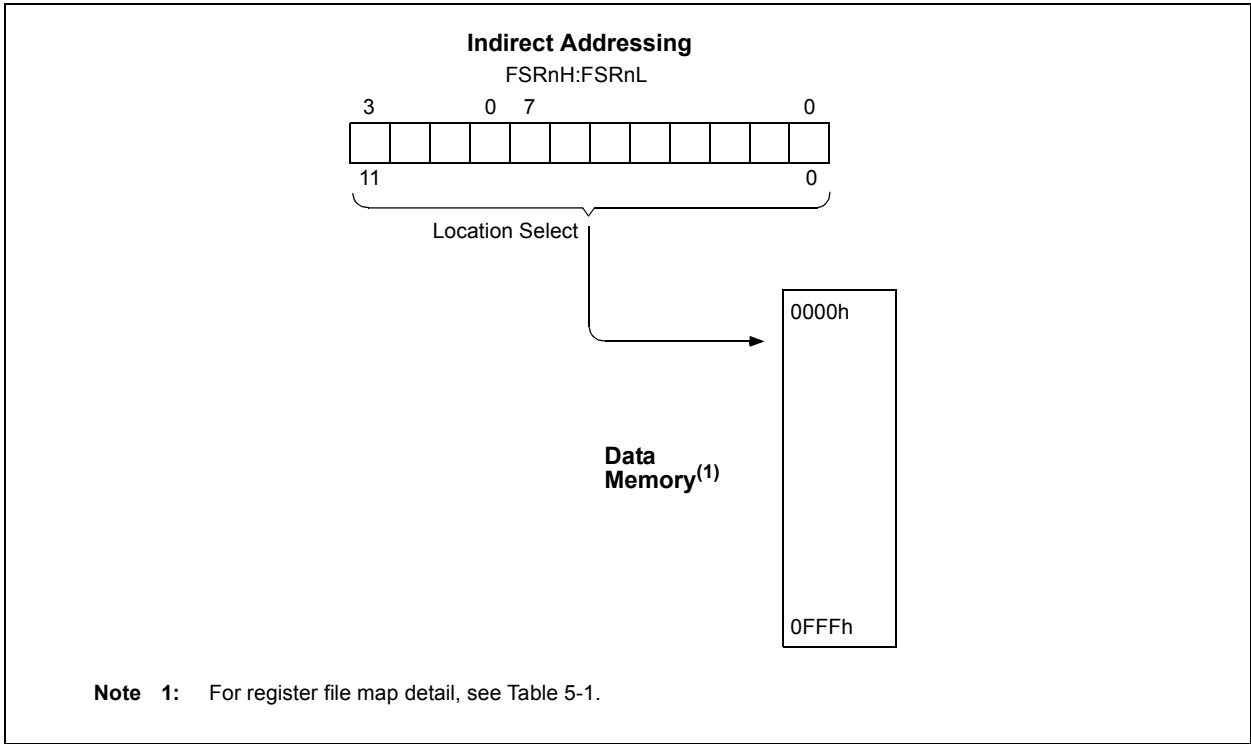 Indirect Addressing
FSRnH:FSRnL
3 0 7 0
11 0
Location Select
0000h
Data
Memory(1)
0FFFh
Note 1: For register file map detail, see Table 5-1.